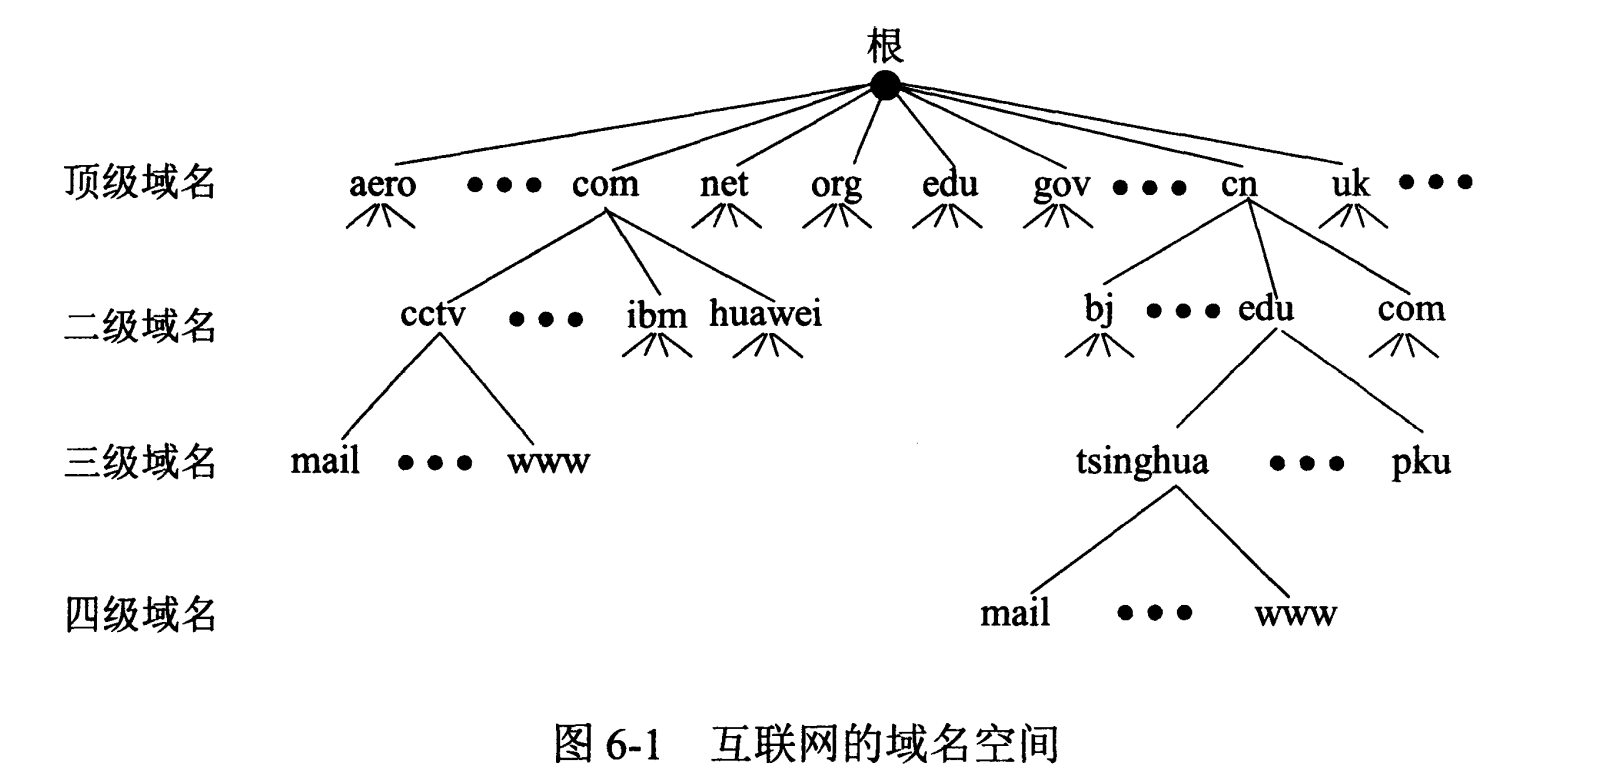 根
顶级域名 aero ••• com net org edu gov ••• cn uk •••
二级域名 cctv ••• ibm huawei bj ••• edu com
三级域名 mail ••• www tsinghua ••• pku
四级域名 mail ••• www
图 6-1 互联网的域名空间